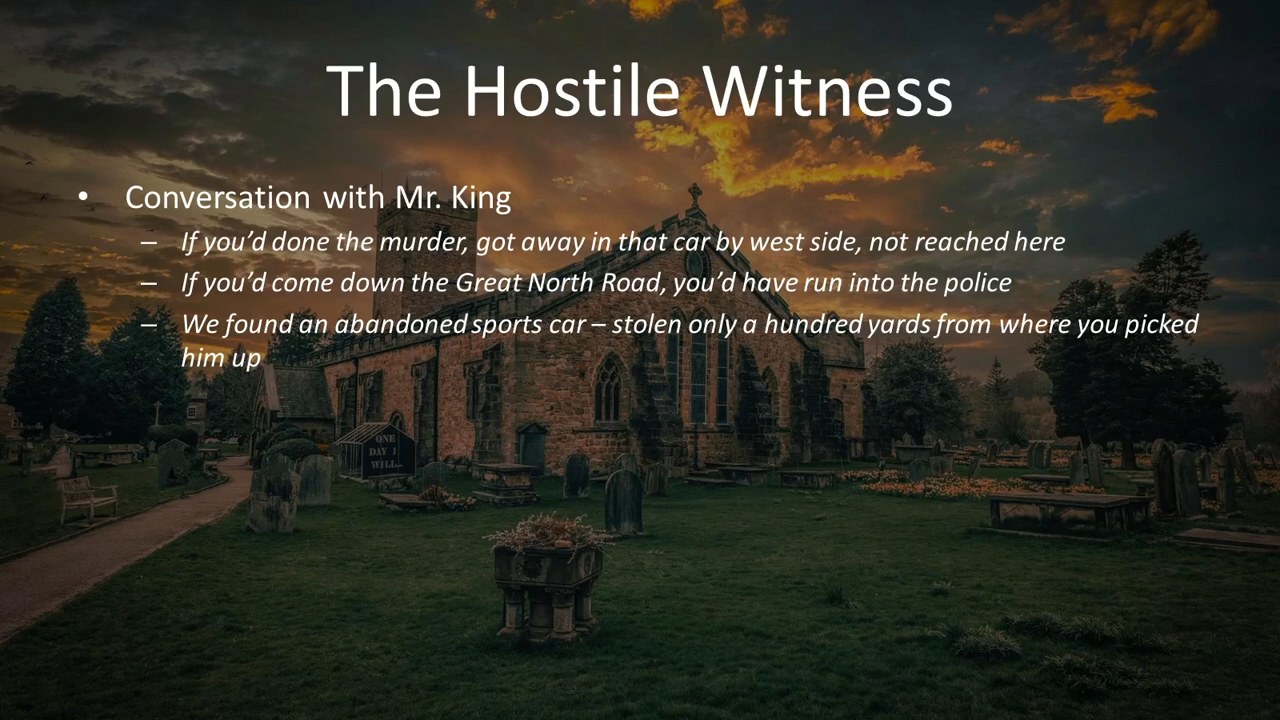 The Hostile Witness
• Conversation with Mr. King
– If you’d done the murder, got away in that car by west side, not reached here
– If you’d come down the Great North Road, you’d have run into the police
– We found an abandoned sports car – stolen only a hundred yards from where you picked
him up
ONE
DAY I
WILL...